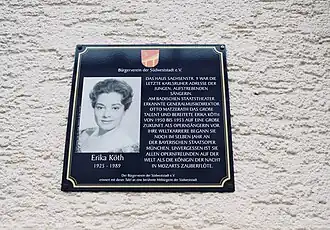 Bürgerverein der Südweststadt e.V.
DAS HAUS SACHSENSTR. 9 WAR DIE
LETZTE KARLSRUHER ADRESSE DER
JUNGEN, AUFSTREBENDEN
SÄNGERIN.
AM BADISCHEN STAATSTHEATER
ERKANNTE GENERALMUSIKDIREKTOR
OTTO MATZERATH DAS GROßE
TALENT UND BEREITETE ERIKA KÖTH
VON 1950 BIS 1953 AUF EINE GROßE
ZUKUNFT ALS OPERNSÄNGERIN VOR.
IHRE WELTKARRIERE BEGANN SIE
NOCH IM SELBEN JAHR AN
DER BAYERISCHEN STAATSOPER
MÜNCHEN. UNVERGESSEN IST SIE
ALLEN OPERNFREUNDEN AUF DER
WELT ALS DIE KÖNIGIN DER NACHT
IN MOZARTS ZAUBERFLÖTE.
Erika Köth
1925 - 1989
Der Bürgerverein der Südweststadt e.V.
erinnert mit dieser Tafel an eine berühmte Mitbürgerin der Südweststadt